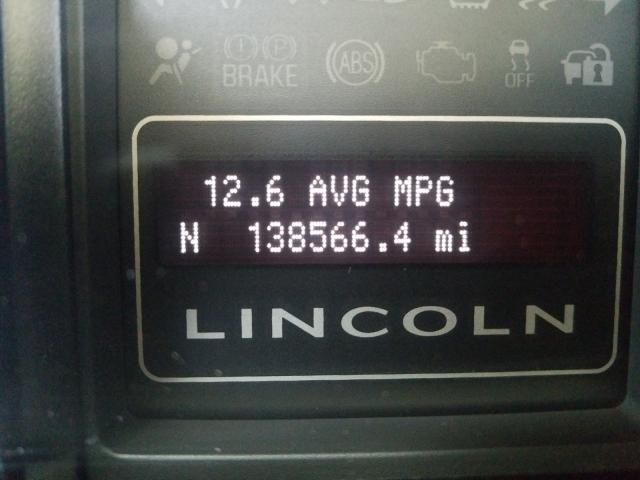 BRAKE
ABS
OFF
12.6 AVG MPG
N 138566.4 mi
LINCOLN